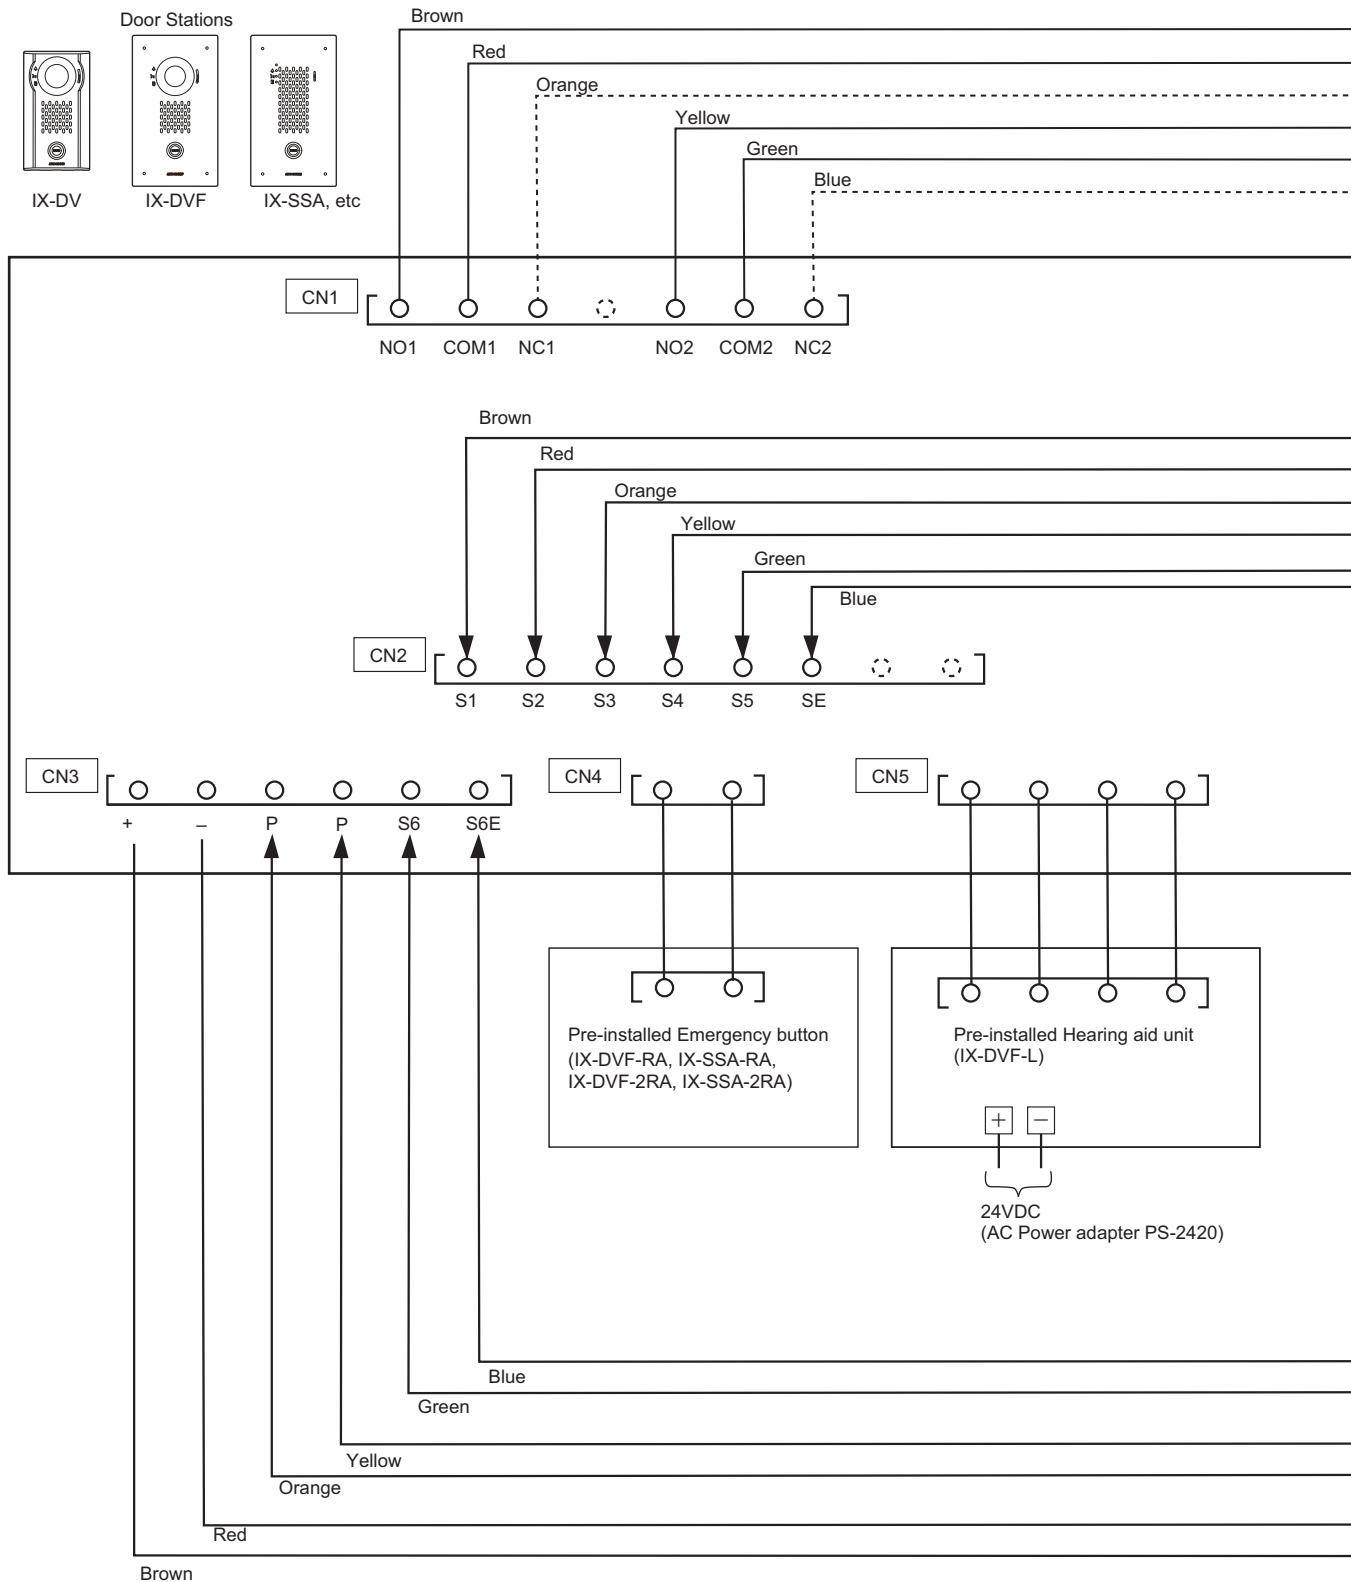 Door Stations
IX-DV
IX-DVF
IX-SSA, etc
Brown
Red
Orange
Yellow
Green
Blue
CN1
NO1 COM1 NC1 NO2 COM2 NC2
Brown
Red
Orange
Yellow
Green
Blue
CN2
S1 S2 S3 S4 S5 SE
CN3
+ – P P S6 S6E
CN4
CN5
Pre-installed Emergency button
(IX-DVF-RA, IX-SSA-RA,
IX-DVF-2RA, IX-SSA-2RA)
Pre-installed Hearing aid unit
(IX-DVF-L)
+ –
24VDC
(AC Power adapter PS-2420)
Blue
Green
Yellow
Orange
Red
Brown